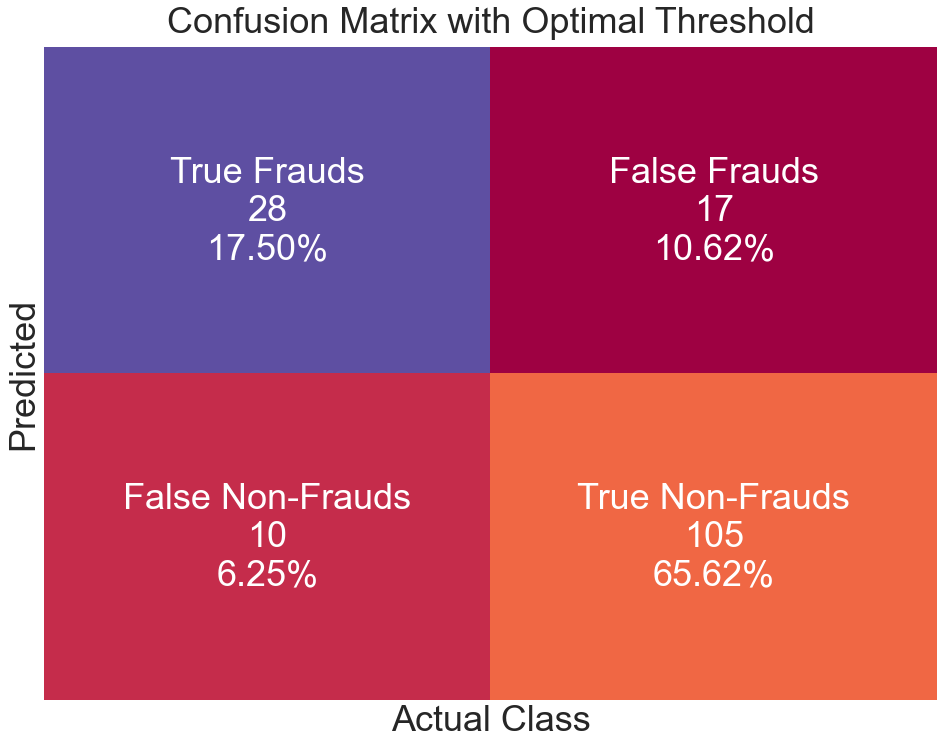 Confusion Matrix with Optimal Threshold
True Frauds
28
17.50%
False Frauds
17
10.62%
Predicted
False Non-Frauds
10
6.25%
True Non-Frauds
105
65.62%
Actual Class